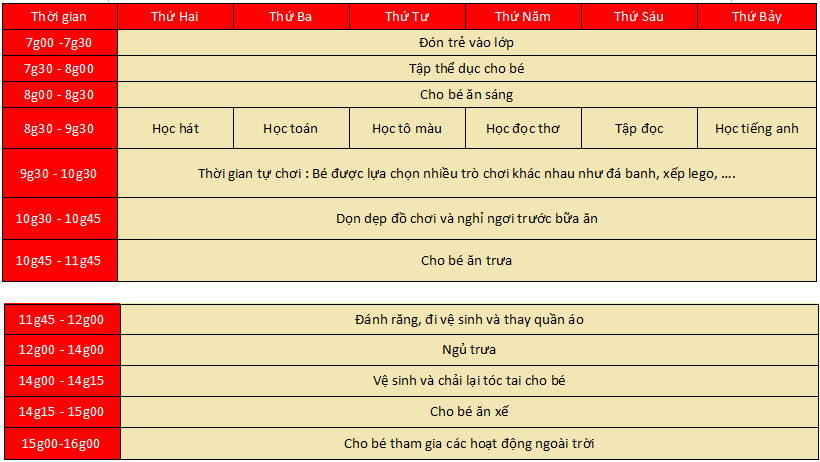 Thời gian Thứ Hai Thứ Ba Thứ Tư Thứ Năm Thứ Sáu Thứ Bảy
7g00 -7g30 Đón trẻ vào lớp
7g30 - 8g00 Tập thể dục cho bé
8g00 - 8g30 Cho bé ăn sáng
8g30 - 9g30 Học hát Học toán Học tô màu Học đọc thơ Tập đọc Học tiếng anh
9g30 - 10g30 Thời gian tự chơi : Bé được lựa chọn nhiều trò chơi khác nhau như đá banh, xếp lego, ....
10g30 - 10g45 Dọn dẹp đồ chơi và nghỉ ngơi trước bữa ăn
10g45 - 11g45 Cho bé ăn trưa
11g45 - 12g00 Đánh răng, đi vệ sinh và thay quần áo
12g00 - 14g00 Ngủ trưa
14g00 - 14g15 Vệ sinh và chải lại tóc tai cho bé
14g15 - 15g00 Cho bé ăn xế
15g00-16g00 Cho bé tham gia các hoạt động ngoài trời